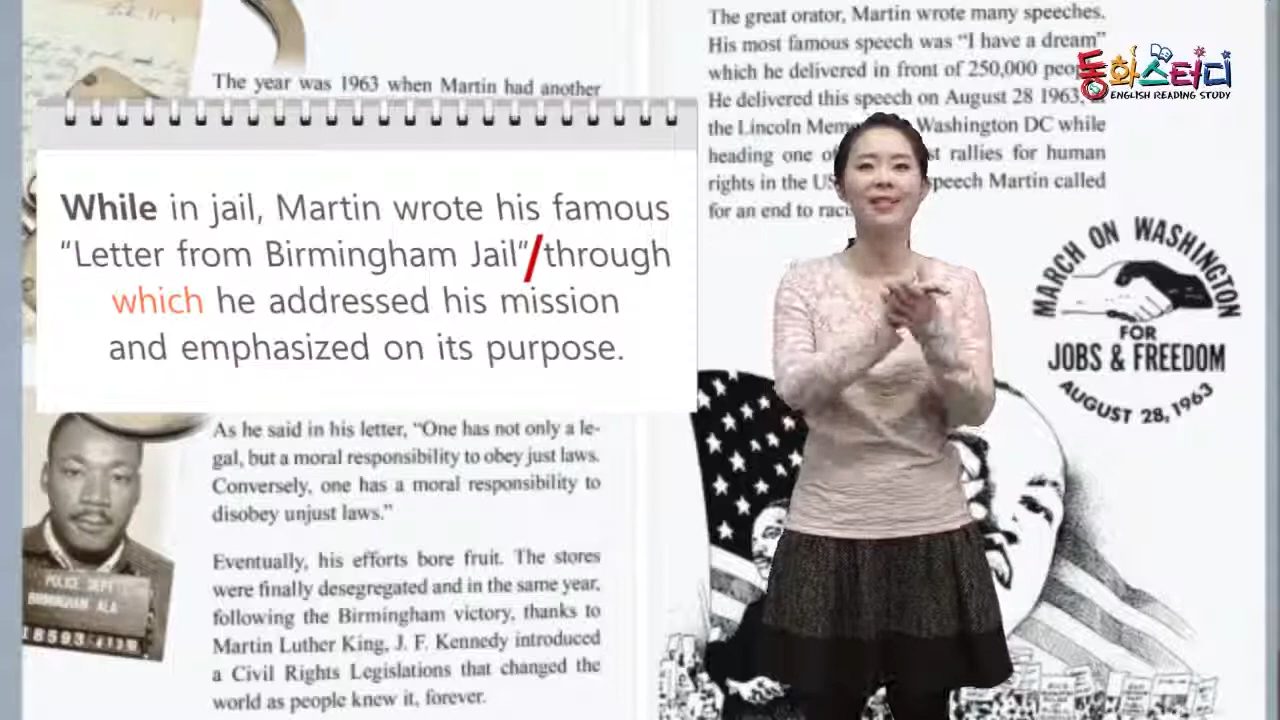 The year was 1963 when Martin had another
While in jail, Martin wrote his famous
“Letter from Birmingham Jail”/through
which he addressed his mission
and emphasized on its purpose.
As he said in his letter, “One has not only a le-
gal, but a moral responsibility to obey just laws.
Conversely, one has a moral responsibility to
disobey unjust laws.”
Eventually, his efforts bore fruit. The stores
were finally desegregated and in the same year,
following the Birmingham victory, thanks to
Martin Luther King, J. F. Kennedy introduced
a Civil Rights Legislations that changed the
world as people knew it, forever.
POLICE DEPT
BIRMINGHAM ALA
The great orator, Martin wrote many speeches.
His most famous speech was “I have a dream”
which he delivered in front of 250,000
He delivered this speech on August 28 1963,
the Lincoln Washington DC while
heading one rallies for human
rights in the speech Martin called
for an end to
동화스터디
ENGLISH READING STUDY
MARCH ON WASHINGTON
FOR
JOBS & FREEDOM
AUGUST 28, 1963